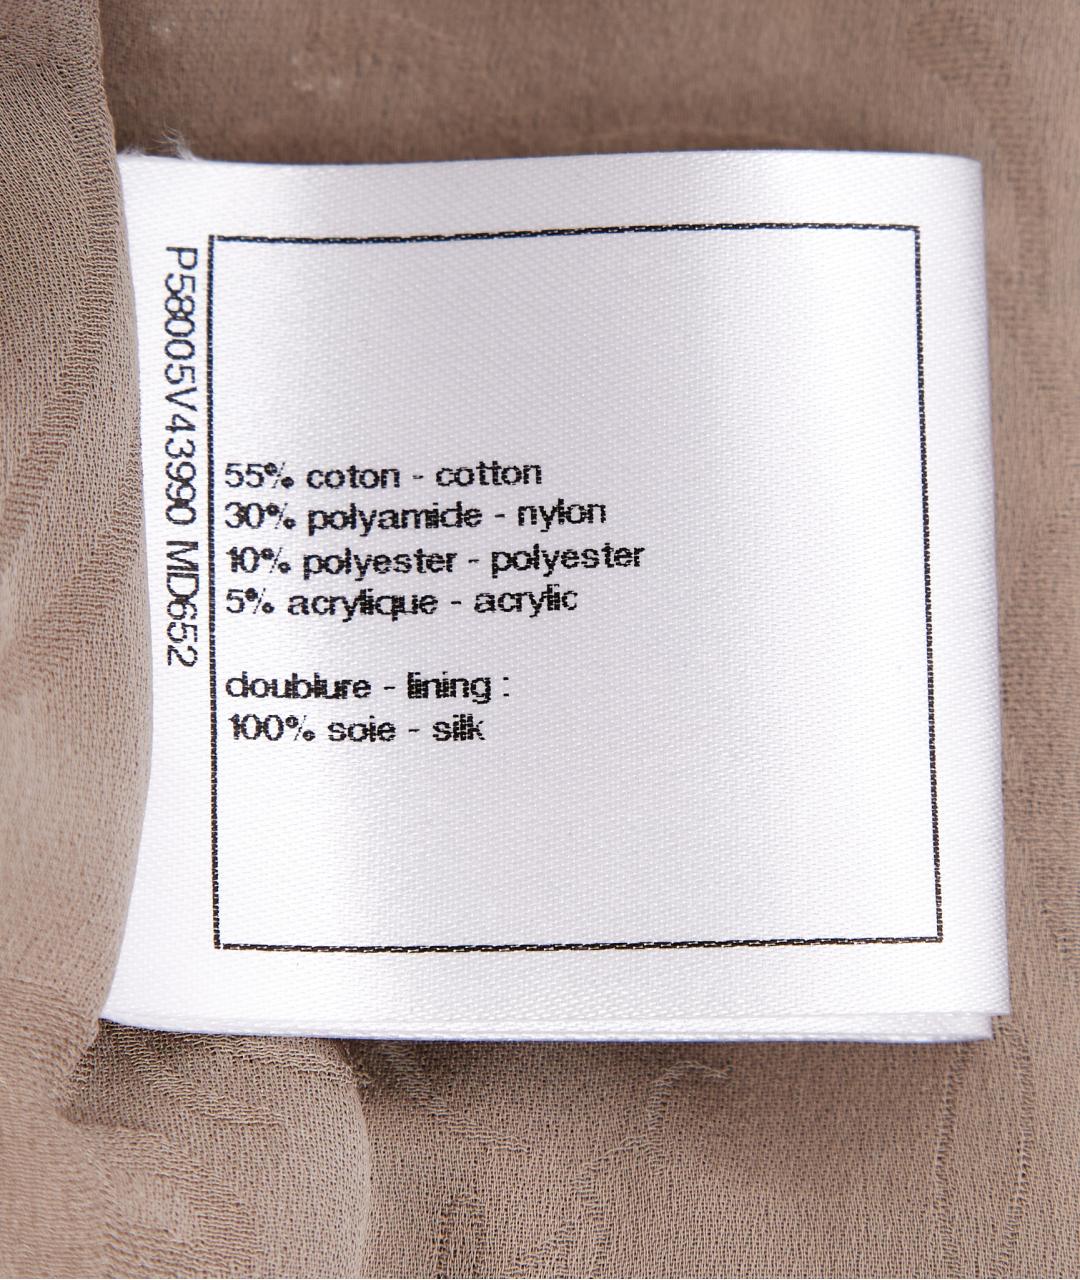 P58005V43990 MD652
55% coton - cotton
30% polyamide - nylon
10% polyester - polyester
5% acrylique - acrylic
doublure - lining :
100% soie - silk